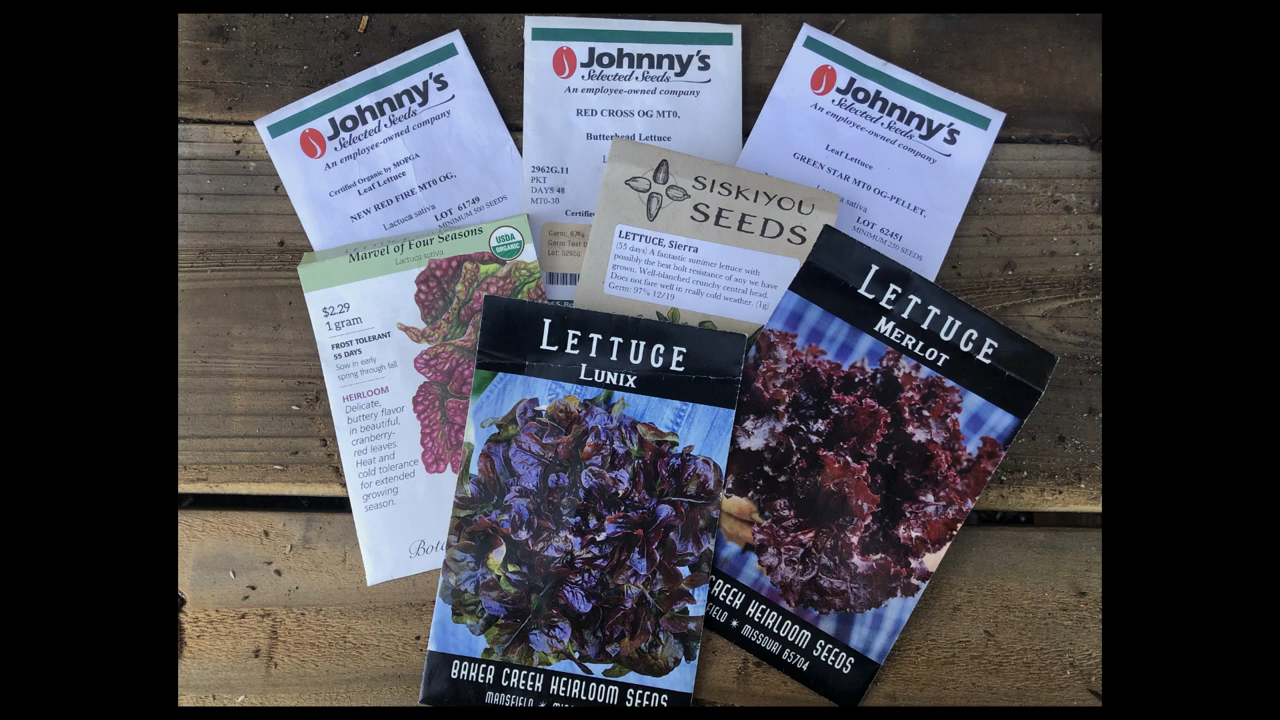 Johnny's
Selected Seeds
An employee-owned company
Certified Organic by MOFGA
Leaf Lettuce
NEW RED FIRE MT0 OG,
Lactuca sativa
LOT 61749
MINIMUM 500 SEEDS
Johnny's
Selected Seeds
An employee-owned company
RED CROSS OG MT0,
Butterhead Lettuce
L
2962G.11
PKT
DAYS 48
MT0-30
Certifie
Johnny's
Selected Seeds
An employee-owned company
Leaf Lettuce
GREEN STAR MT0 OG-PELLET,
Lactuca sativa
LOT 62451
MINIMUM 250 SEEDS
SISKIYOU
SEEDS
LETTUCE, Sierra
(55 days) A fantastic summer lettuce with
possibly the best bolt resistance of any we have
grown. Well-blanched crunchy central head.
Does not fare well in really cold weather. (1g)
Germ: 97% 12/19
Marvel of Four Seasons
Lactuca sativa
USDA
ORGANIC
$2.29
1 gram
FROST TOLERANT
55 DAYS
Sow in early
spring through fall
HEIRLOOM
Delicate,
buttery flavor
in beautiful,
cranberry-
red leaves.
Heat and
cold tolerance
for extended
growing
season.
Germ: 97%
Germ Test
Lot:
LETTUCE
LUNIX
BAKER CREEK HEIRLOOM SEEDS
MANSFIELD
LETTUCE
MERLOT
CREEK HEIRLOOM SEEDS
FIELD * MISSOURI 65704